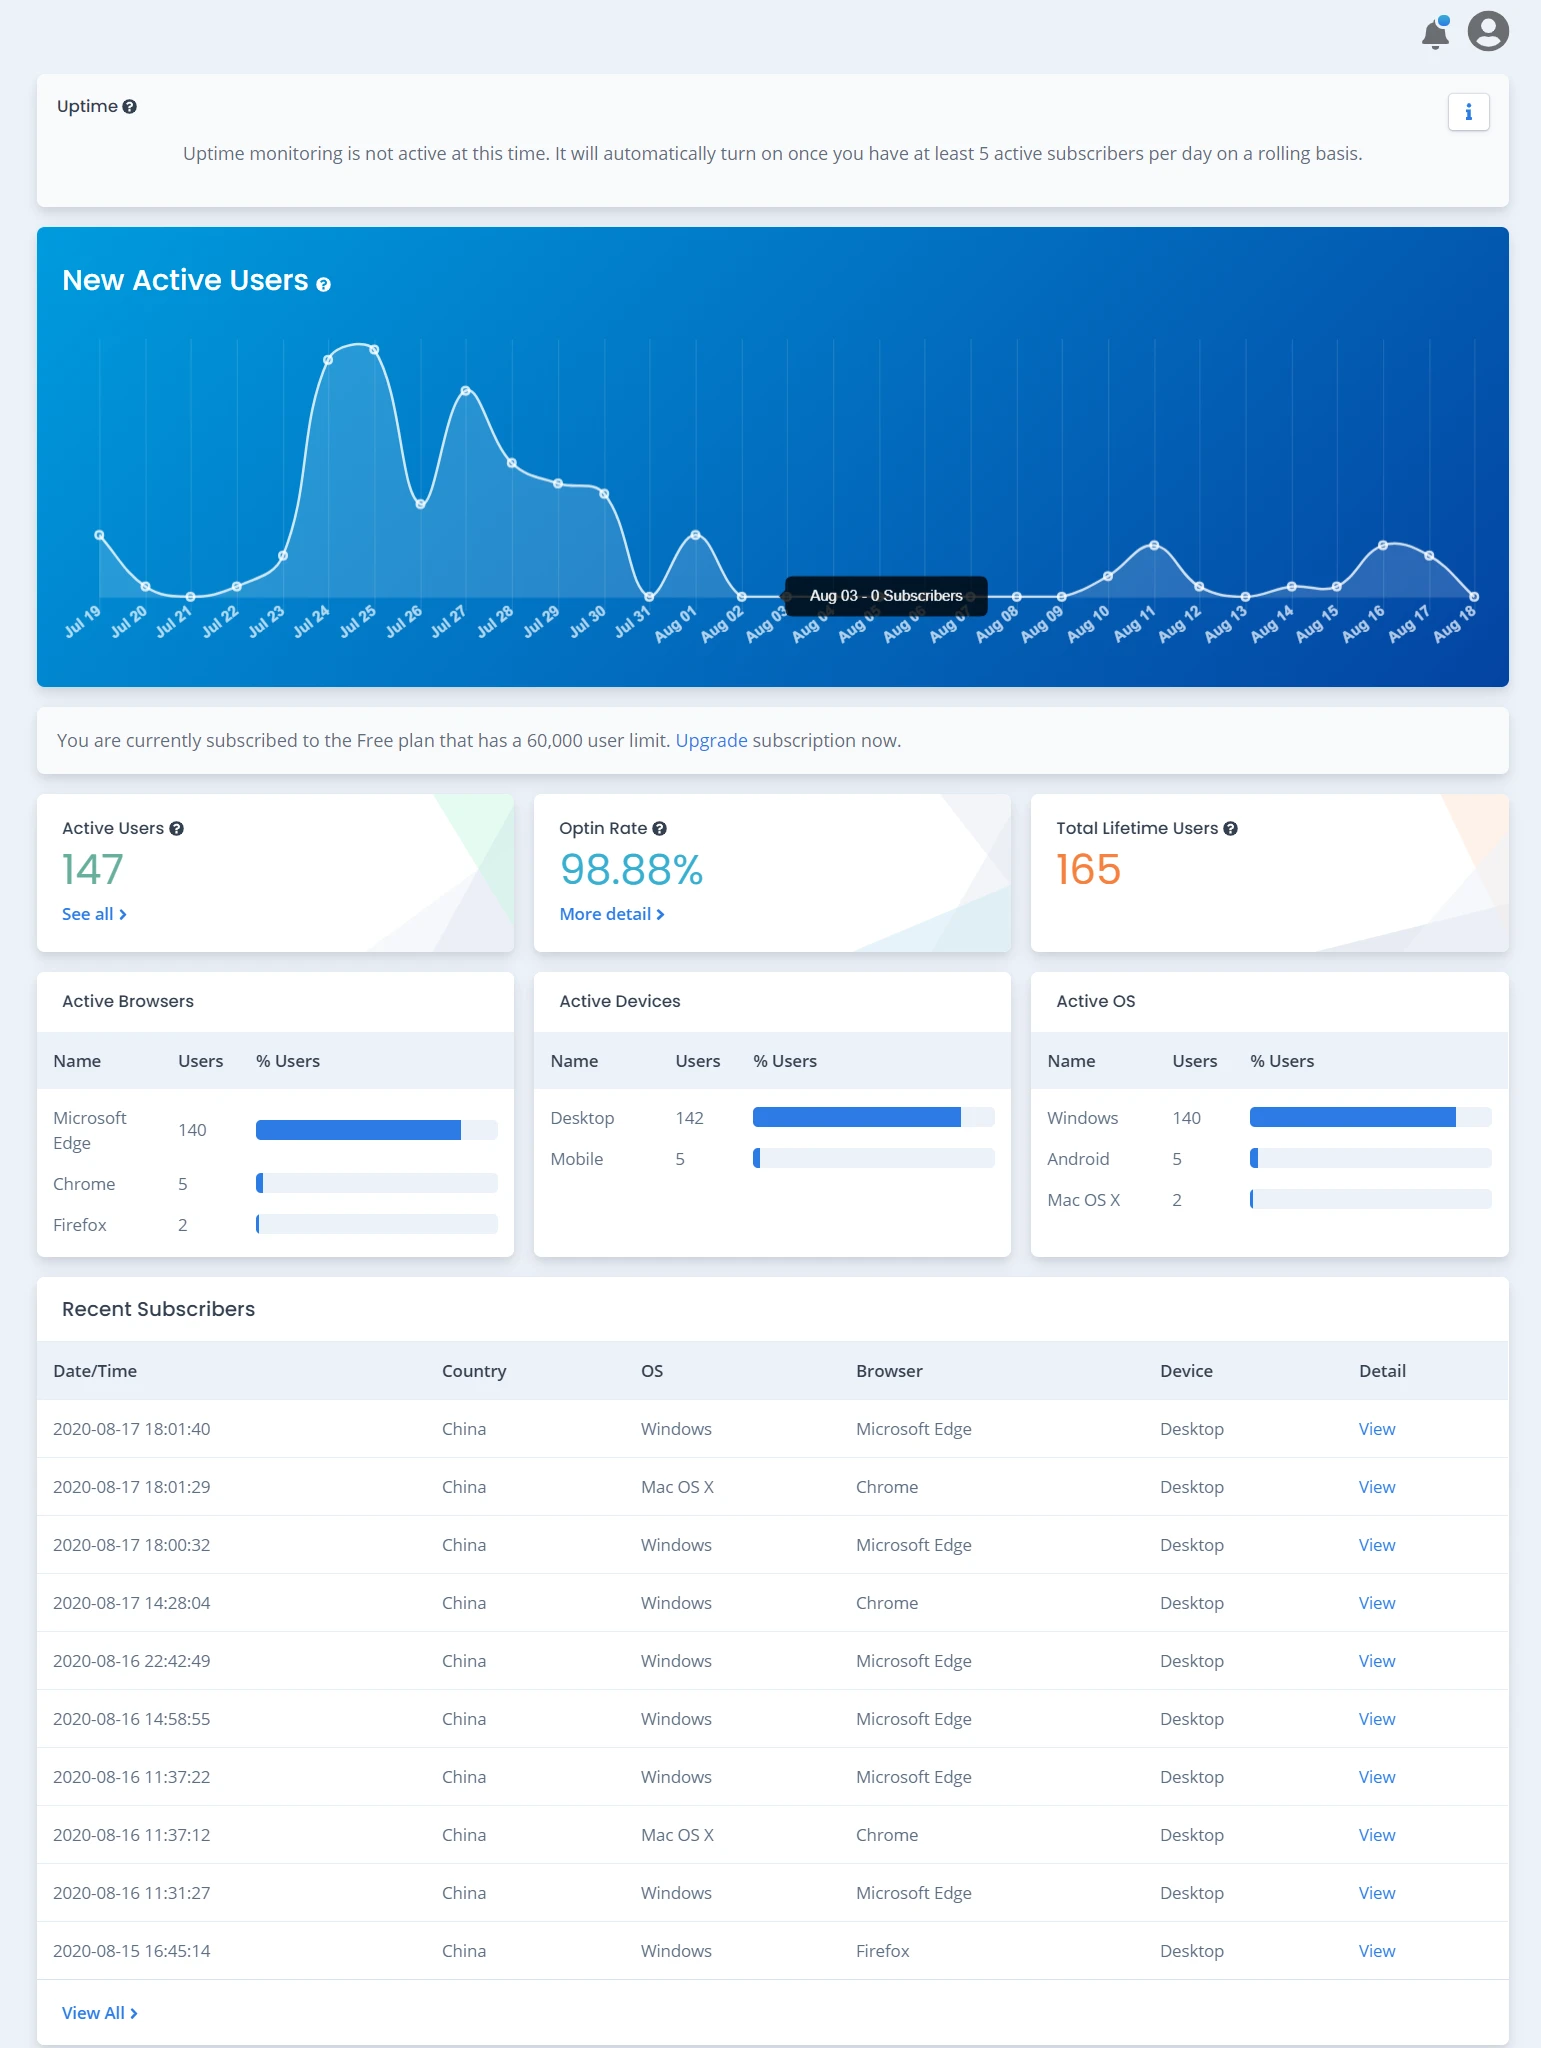 Uptime
Uptime monitoring is not active at this time. It will automatically turn on once you have at least 5 active subscribers per day on a rolling basis.
New Active Users
Aug 03 - 0 Subscribers
Jul 19 Jul 20 Jul 21 Jul 22 Jul 23 Jul 24 Jul 25 Jul 26 Jul 27 Jul 28 Jul 29 Jul 30 Jul 31 Aug 01 Aug 02 Aug 03 Aug 04 Aug 05 Aug 06 Aug 07 Aug 08 Aug 09 Aug 10 Aug 11 Aug 12 Aug 13 Aug 14 Aug 15 Aug 16 Aug 17 Aug 18
You are currently subscribed to the Free plan that has a 60,000 user limit. Upgrade subscription now.
Active Users
147
See all
Optin Rate
98.88%
More detail
Total Lifetime Users
165
Active Browsers
Name Users % Users
Microsoft
Edge
140
Chrome 5
Firefox 2
Active Devices
Name Users % Users
Desktop 142
Mobile 5
Active OS
Name Users % Users
Windows 140
Android 5
Mac OS X 2
Recent Subscribers
Date/Time Country OS Browser Device Detail
2020-08-17 18:01:40 China Windows Microsoft Edge Desktop View
2020-08-17 18:01:29 China Mac OS X Chrome Desktop View
2020-08-17 18:00:32 China Windows Microsoft Edge Desktop View
2020-08-17 14:28:04 China Windows Chrome Desktop View
2020-08-16 22:42:49 China Windows Microsoft Edge Desktop View
2020-08-16 14:58:55 China Windows Microsoft Edge Desktop View
2020-08-16 11:37:22 China Windows Microsoft Edge Desktop View
2020-08-16 11:37:12 China Mac OS X Chrome Desktop View
2020-08-16 11:31:27 China Windows Microsoft Edge Desktop View
2020-08-15 16:45:14 China Windows Firefox Desktop View
View All